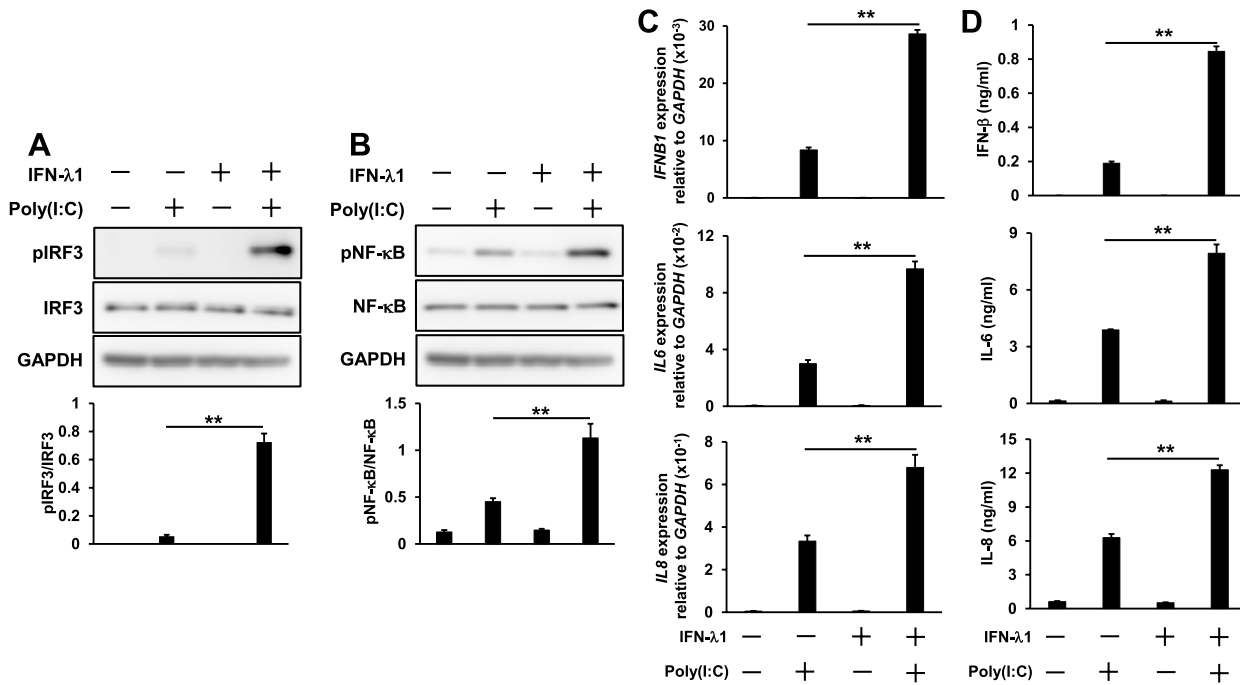 A
IFN-λ1 – – + +
Poly(I:C) – + – +
pIRF3
IRF3
GAPDH
pIRF3/IRF3
1
0.8
0.6
0.4
0.2
0
**
B
IFN-λ1 – – + +
Poly(I:C) – + – +
pNF-κB
NF-κB
GAPDH
pNF-κB/NF-κB
1.5
1
0.5
0
**
C
IFNB1 expression
relative to GAPDH (x10⁻³)
30
20
10
0
**
IL6 expression
relative to GAPDH (x10⁻²)
12
9
6
3
0
**
IL8 expression
relative to GAPDH (x10⁻¹)
8
6
4
2
0
**
IFN-λ1 – – + +
Poly(I:C) – + – +
D
IFN-β (ng/ml)
1
0.8
0.6
0.4
0.2
0
**
IL-6 (ng/ml)
9
6
3
0
**
IL-8 (ng/ml)
15
12
9
6
3
0
**
– – + +
– + – +